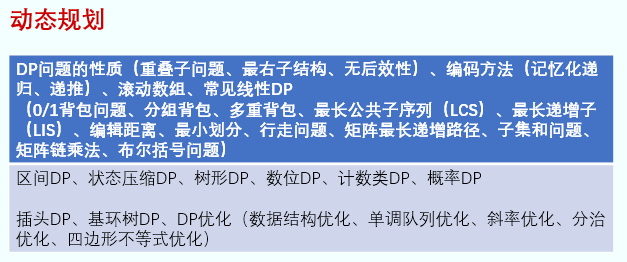 动态规划
DP问题的性质（重叠子问题、最右子结构、无后效性）、编码方法（记忆化递
归、递推）、滚动数组、常见线性DP
（0/1背包问题、分组背包、多重背包、最长公共子序列（LCS）、最长递增子
（LIS）、编辑距离、最小划分、行走问题、矩阵最长递增路径、子集和问题、
矩阵链乘法、布尔括号问题）
区间DP、状态压缩DP、树形DP、数位DP、计数类DP、概率DP
插头DP、基环树DP、DP优化（数据结构优化、单调队列优化、斜率优化、分治
优化、四边形不等式优化）